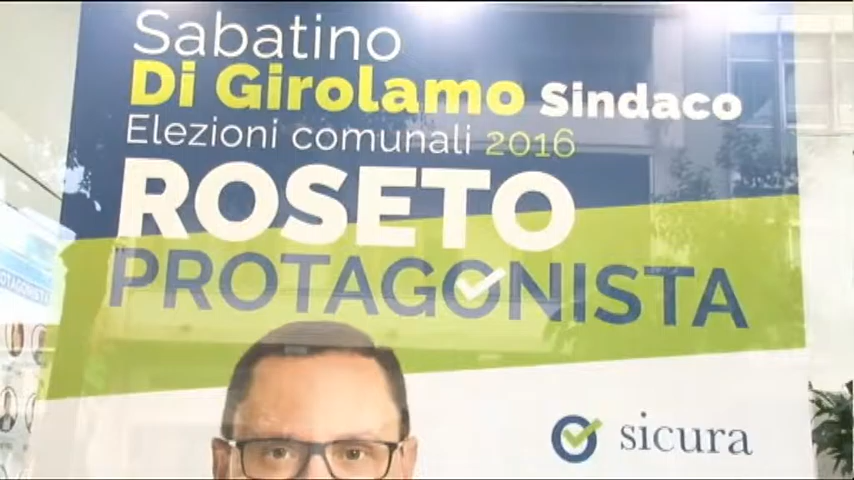 Sabatino
Di Girolamo Sindaco
Elezioni comunali 2016
ROSETO
PROTAGONISTA
sicura